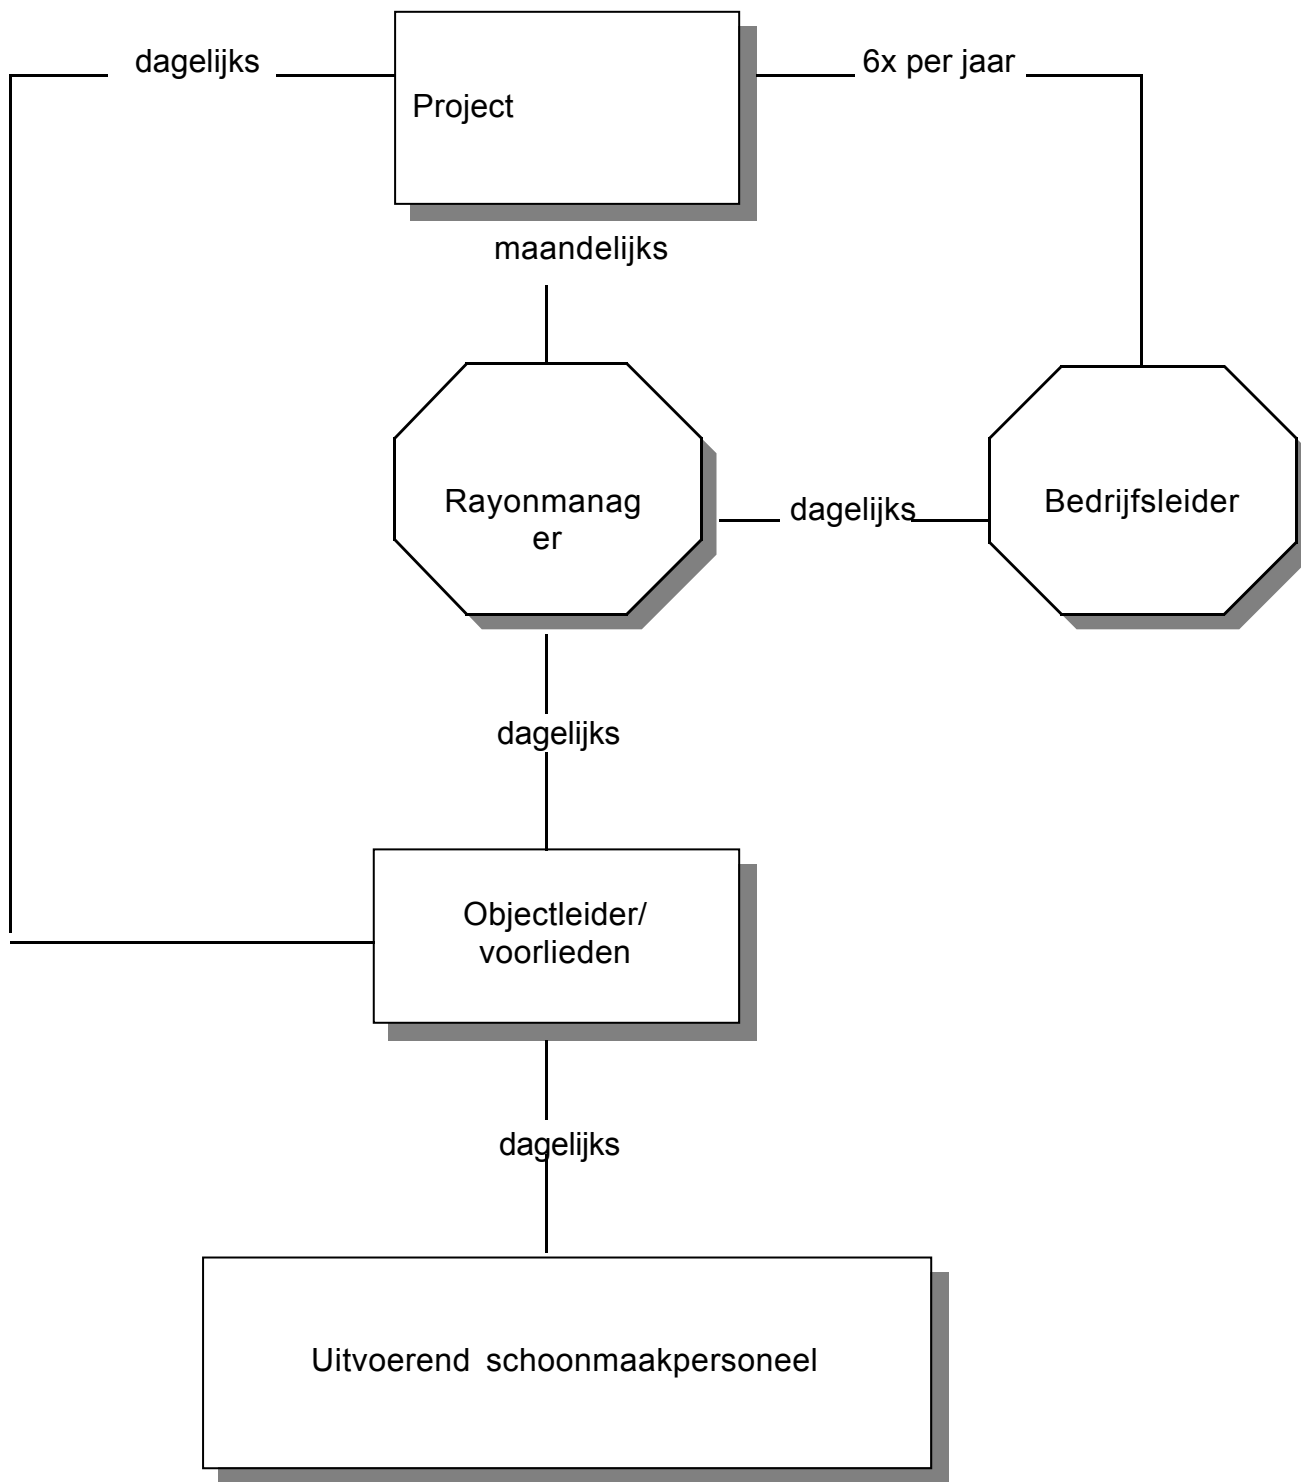 dagelijks
6x per jaar
Project
maandelijks
Rayonmanag
er
dagelijks
Bedrijfsleider
dagelijks
Objectleider/
voorlieden
dagelijks
Uitvoerend schoonmaakpersoneel